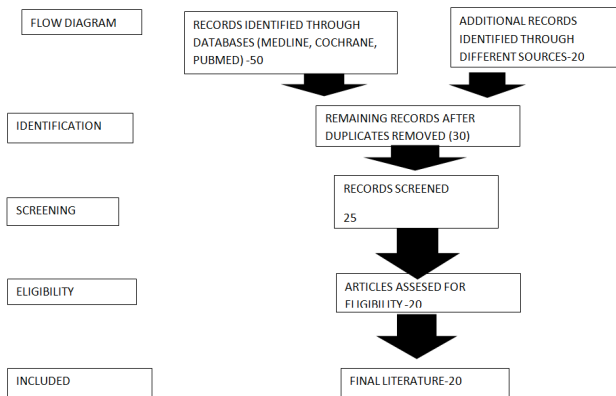 FLOW DIAGRAM
RECORDS IDENTIFIED THROUGH
DATABASES (MEDLINE, COCHRANE,
PUBMED) -50
ADDITIONAL RECORDS
IDENTIFIED THROUGH
DIFFERENT SOURCES-20
IDENTIFICATION
REMAINING RECORDS AFTER
DUPLICATES REMOVED (30)
SCREENING
RECORDS SCREENED
25
ELIGIBILITY
ARTICLES ASSESED FOR
ELIGIBILITY -20
INCLUDED
FINAL LITERATURE-20